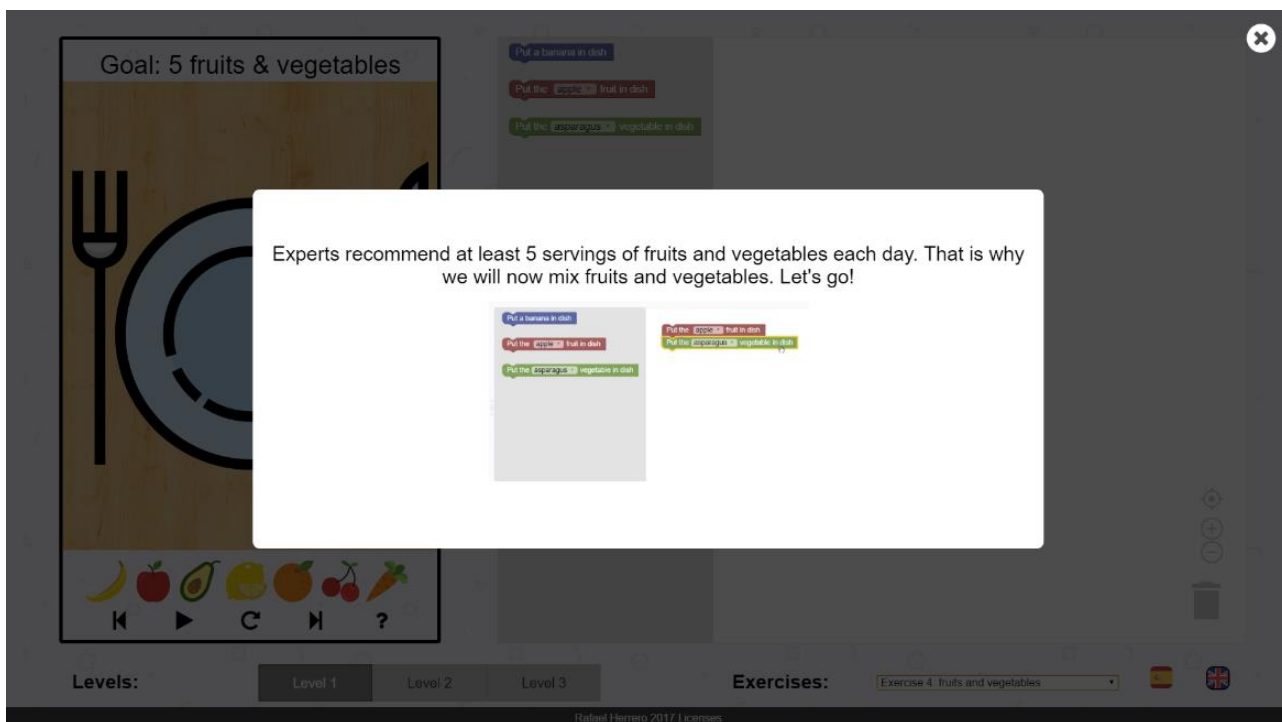 Goal: 5 fruits & vegetables
Put a banana in dish
Put the apple fruit in dish
Put the asparagus vegetable in dish
Experts recommend at least 5 servings of fruits and vegetables each day. That is why
we will now mix fruits and vegetables. Let's go!
Put a banana in dish
Put the apple fruit in dish
Put the asparagus vegetable in dish
Put the apple fruit in dish
Put the asparagus vegetable in dish
?
Levels:
Level 1
Level 2
Level 3
Exercises:
Exercise 4: fruits and vegetables
Rafael Herrero 2017 Licenses